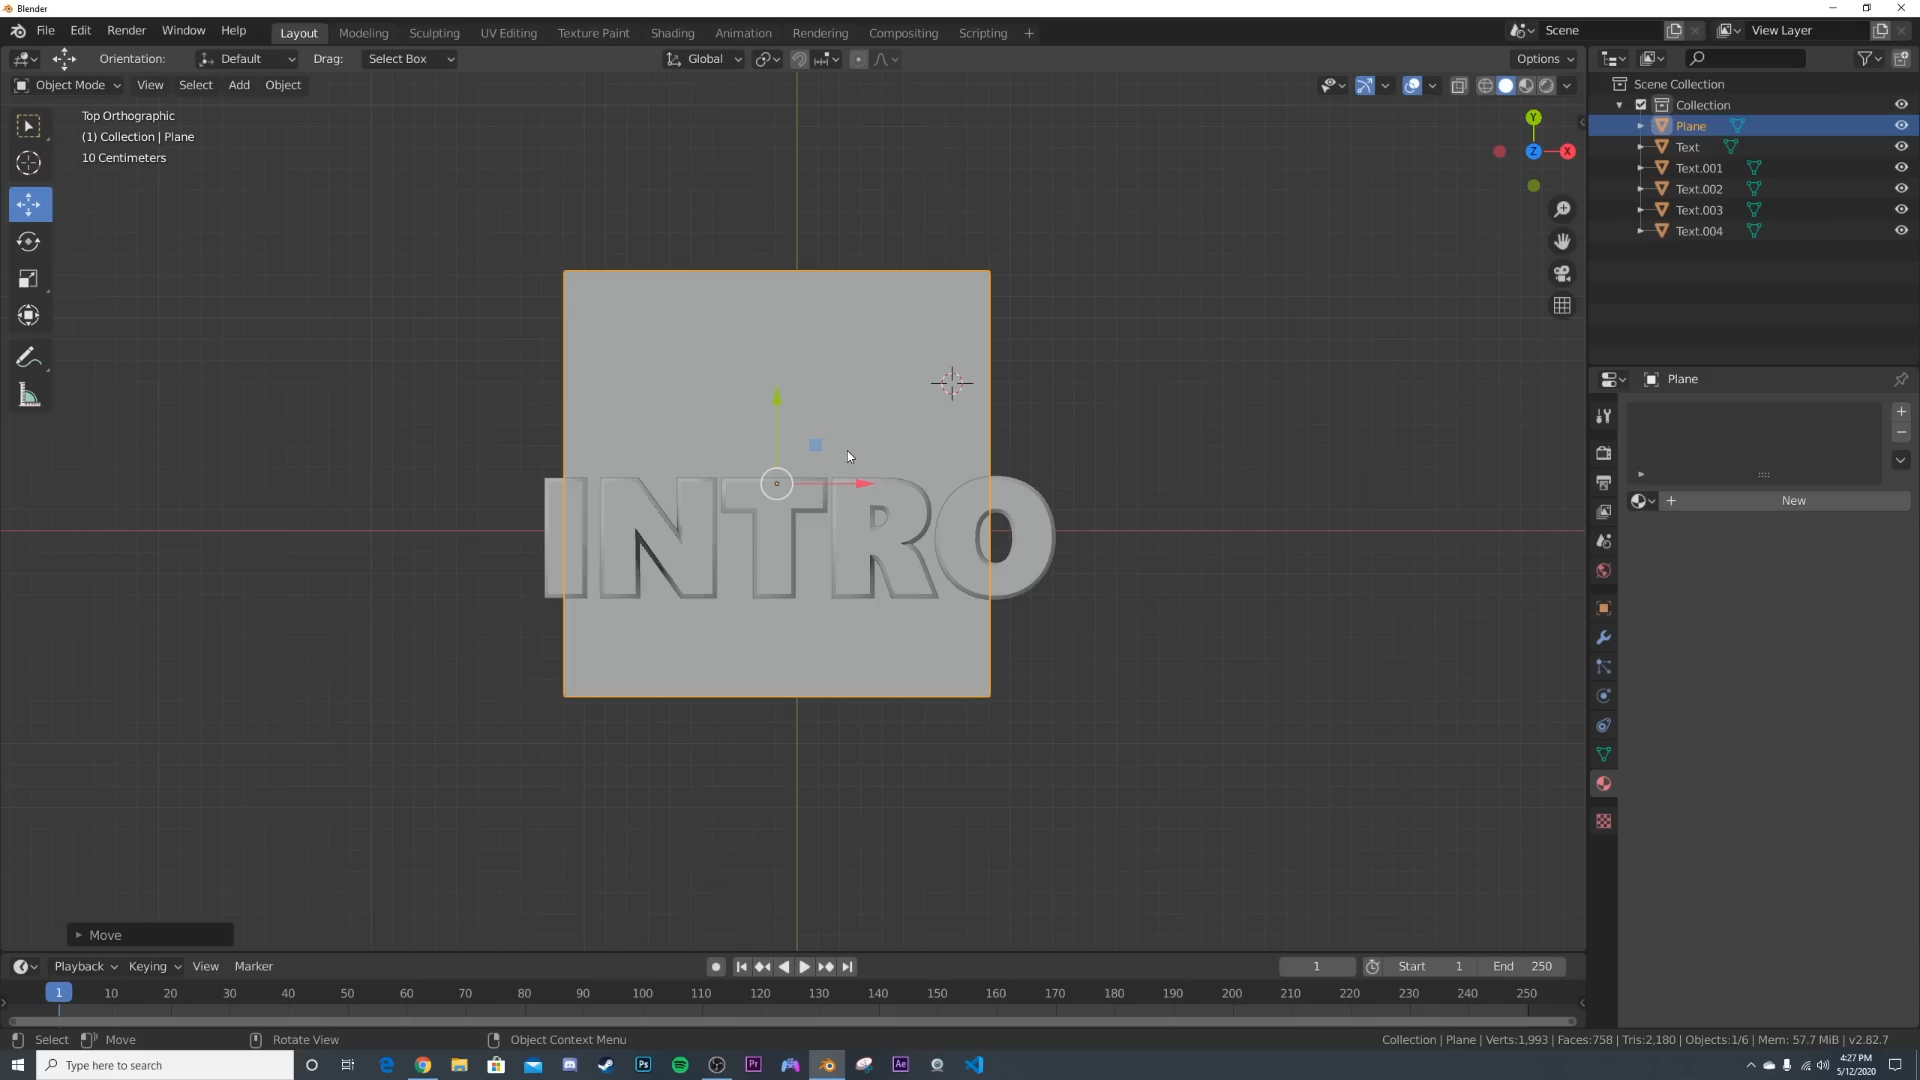 Blender
File Edit Render Window Help Layout Modeling Sculpting UV Editing Texture Paint Shading Animation Rendering Compositing Scripting + Scene View Layer
Orientation: Default Drag: Select Box Global Options
Object Mode View Select Add Object
Scene Collection
Collection
Top Orthographic
(1) Collection | Plane
10 Centimeters
Y
Z X
Plane
Text
Text.001
Text.002
Text.003
Text.004
Plane
New
INTRO
Move
Playback Keying View Marker 1 Start 1 End 250
1 10 20 30 40 50 60 70 80 90 100 110 120 130 140 150 160 170 180 190 200 210 220 230 240 250
Select Move Rotate View Object Context Menu Collection | Plane | Verts:1,993 | Faces:758 | Tris:2,180 | Objects:1/6 | Mem: 57.7 MiB | v2.82.7
Type here to search Ps Pr Ae 4:27 PM
5/12/2020